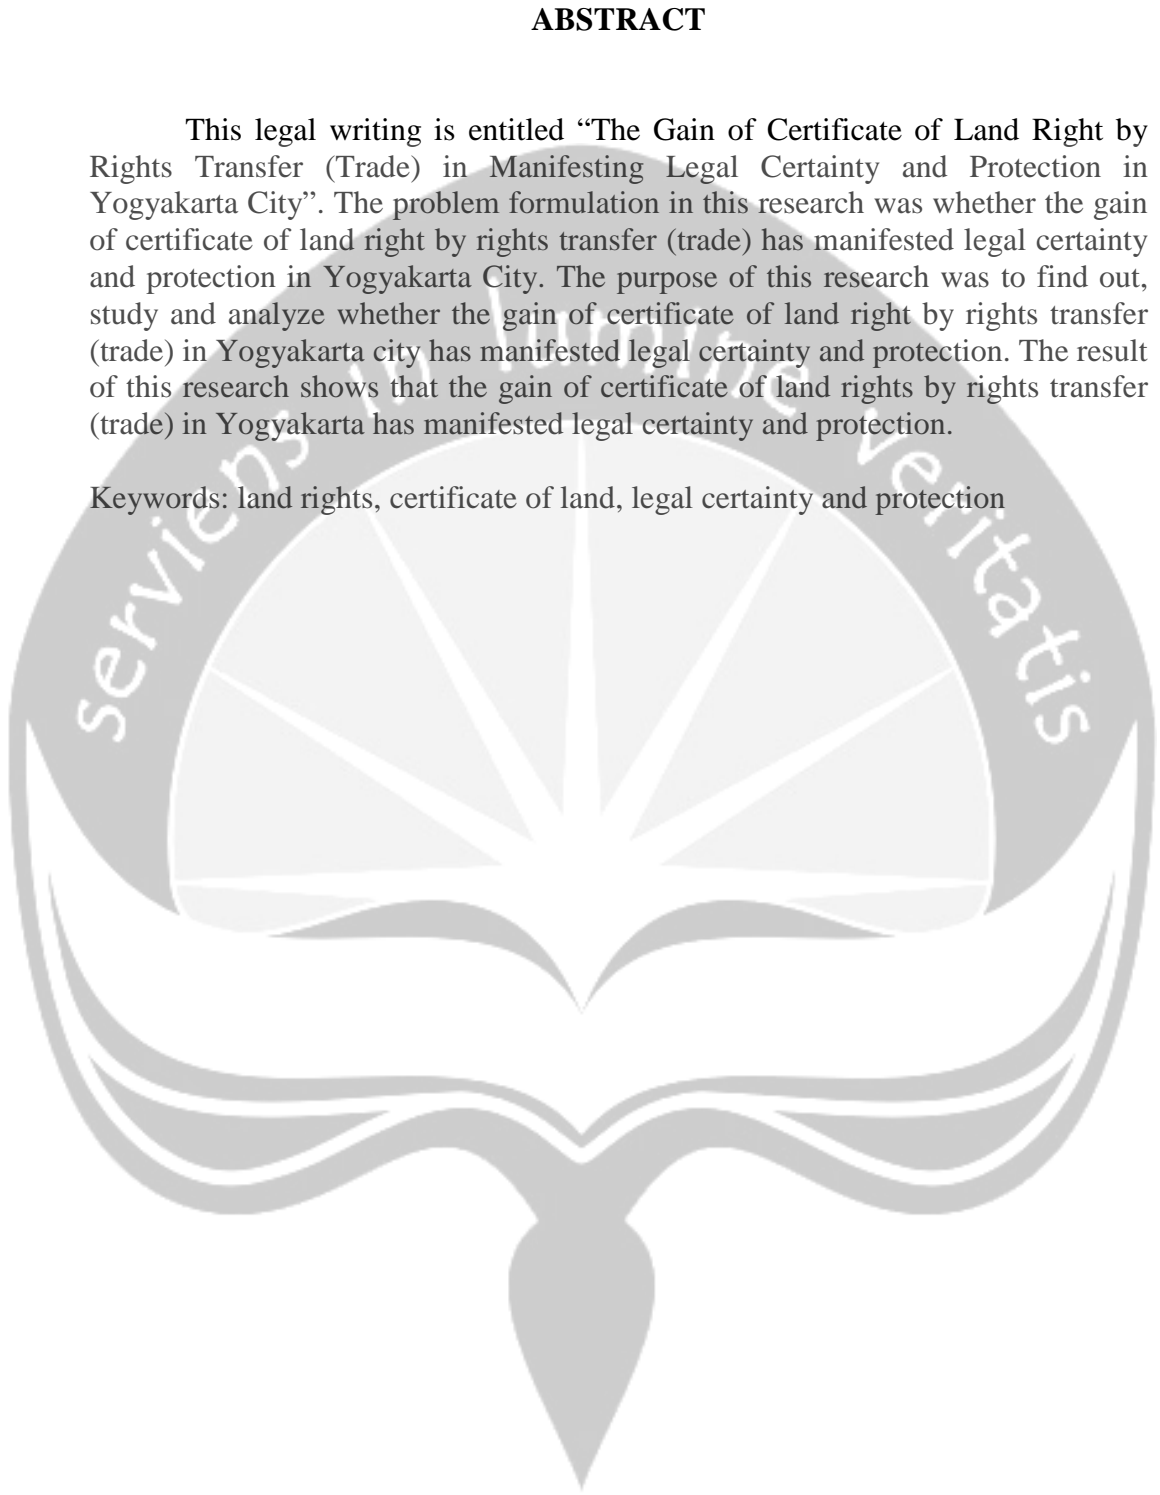 ABSTRACT
This legal writing is entitled “The Gain of Certificate of Land Right by
Rights Transfer (Trade) in Manifesting Legal Certainty and Protection in
Yogyakarta City”. The problem formulation in this research was whether the gain
of certificate of land right by rights transfer (trade) has manifested legal certainty
and protection in Yogyakarta City. The purpose of this research was to find out,
study and analyze whether the gain of certificate of land right by rights transfer
(trade) in Yogyakarta city has manifested legal certainty and protection. The result
of this research shows that the gain of certificate of land rights by rights transfer
(trade) in Yogyakarta has manifested legal certainty and protection.
Keywords: land rights, certificate of land, legal certainty and protection
serviens in lumine veritatis